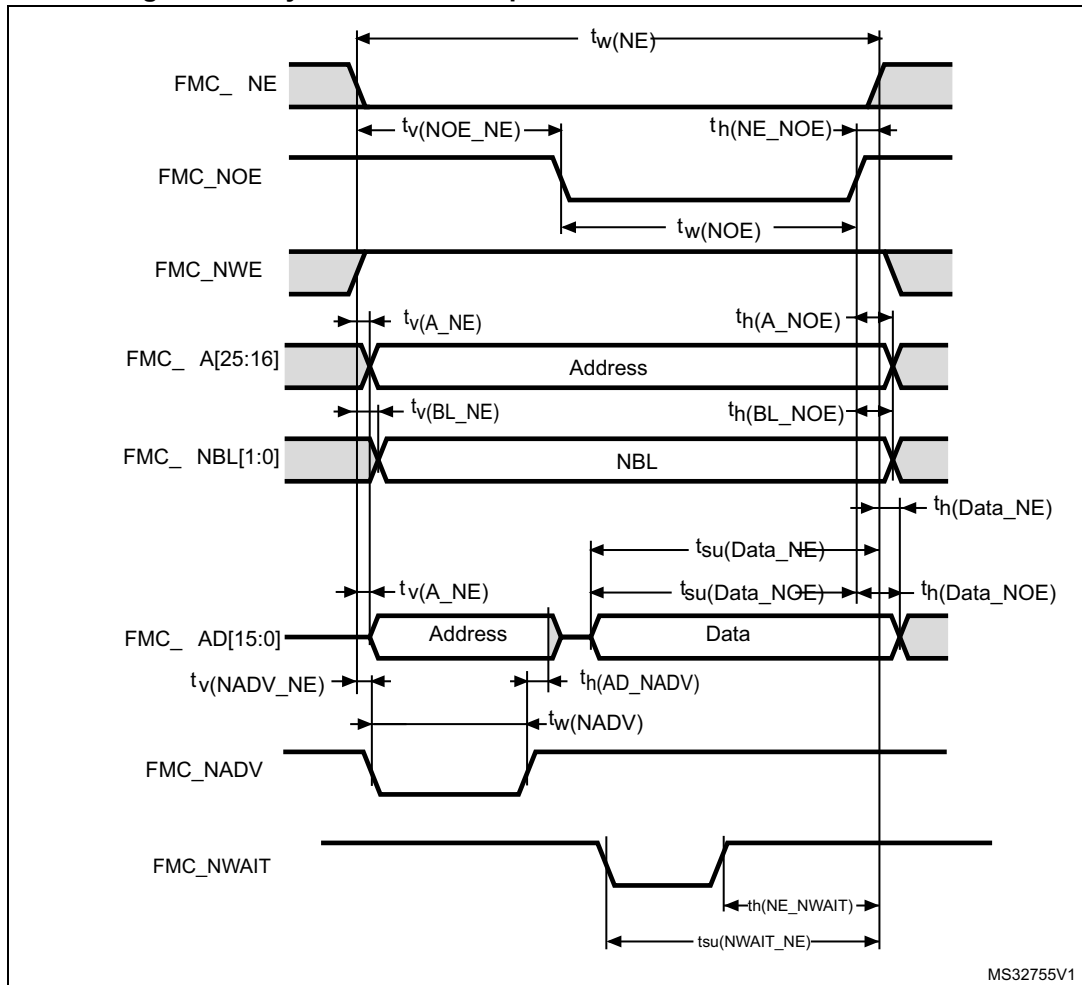 tw(NE)
FMC_ NE
tv(NOE_NE)
th(NE_NOE)
FMC_NOE
tw(NOE)
FMC_NWE
tv(A_NE)
th(A_NOE)
FMC_ A[25:16]
Address
tv(BL_NE)
th(BL_NOE)
FMC_ NBL[1:0]
NBL
th(Data_NE)
tsu(Data_NE)
tv(A_NE)
tsu(Data_NOE)
th(Data_NOE)
FMC_ AD[15:0]
Address
Data
tv(NADV_NE)
th(AD_NADV)
tw(NADV)
FMC_NADV
FMC_NWAIT
th(NE_NWAIT)
tsu(NWAIT_NE)
MS32755V1